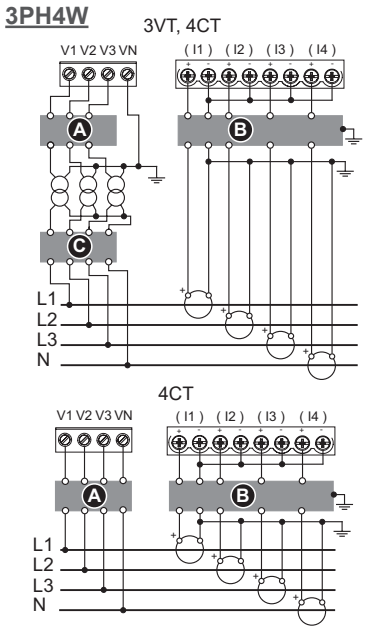 3PH4W
3VT, 4CT
V1 V2 V3 VN
( I1 ) ( I2 ) ( I3 ) ( I4 )
+ - + - + - + -
A
B
C
+
L1
+
L2
+
L3
+
N
4CT
V1 V2 V3 VN
( I1 ) ( I2 ) ( I3 ) ( I4 )
+ - + - + - + -
A
B
L1
+
L2
+
L3
+
N
+